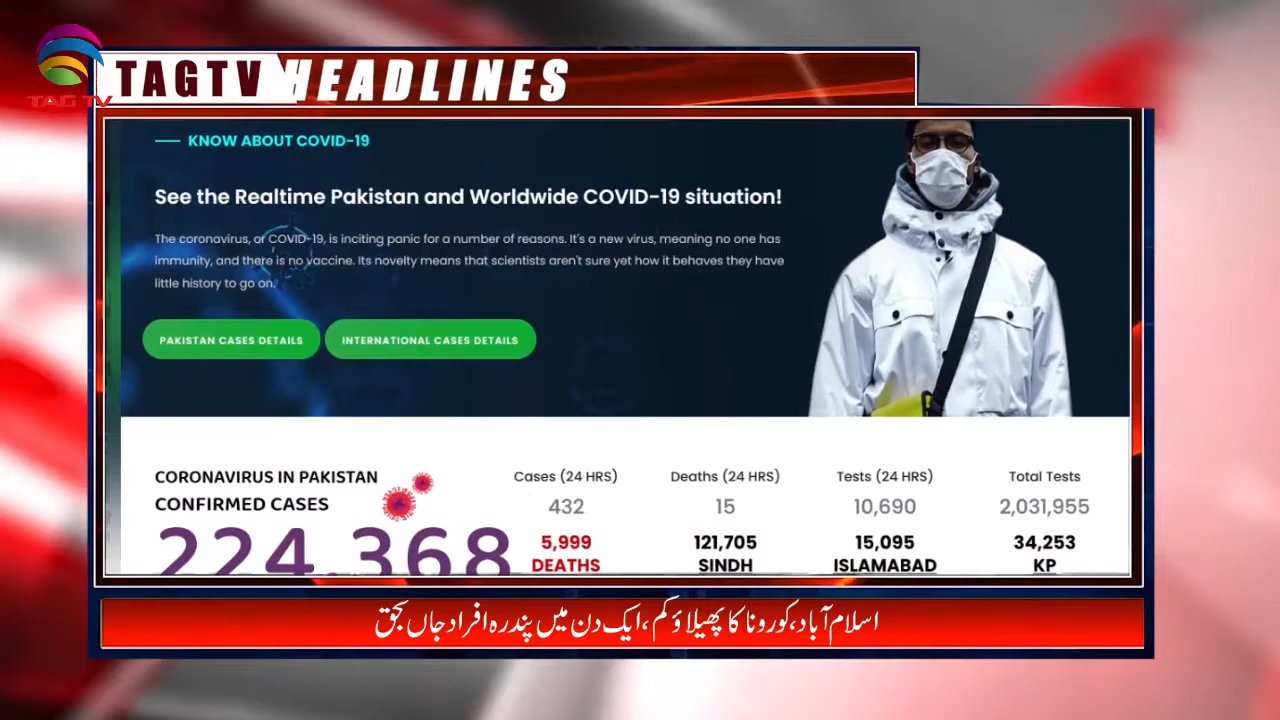 TAG TV
TAGTV HEADLINES
KNOW ABOUT COVID-19
See the Realtime Pakistan and Worldwide COVID-19 situation!
The coronavirus, or COVID-19, is inciting panic for a number of reasons. It's a new virus, meaning no one has
immunity, and there is no vaccine. Its novelty means that scientists aren't sure yet how it behaves they have
little history to go on.
PAKISTAN CASES DETAILS
INTERNATIONAL CASES DETAILS
CORONAVIRUS IN PAKISTAN
CONFIRMED CASES
224,368
Cases (24 HRS)
432
5,999
DEATHS
Deaths (24 HRS)
15
121,705
SINDH
Tests (24 HRS)
10,690
15,095
ISLAMABAD
Total Tests
2,031,955
34,253
KP
اسلام آباد،کورونا کا پھیلاؤ کم،ایک دن میں پندرہ افراد جاں بحق